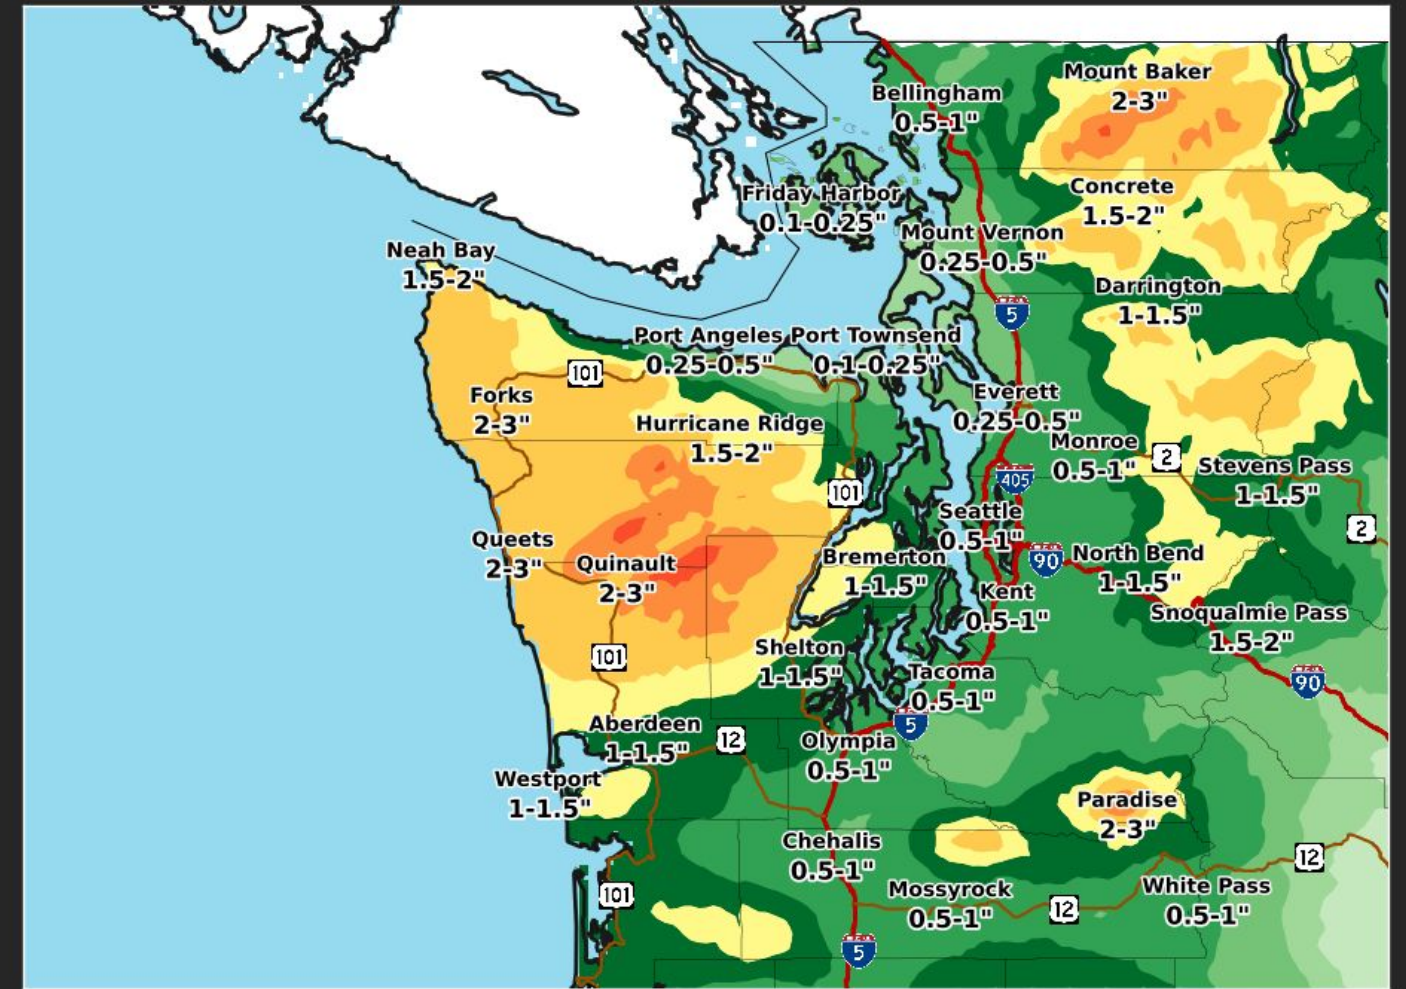 Mount Baker
2-3"
Bellingham
0.5-1"
Concrete
1.5-2"
Friday Harbor
0.1-0.25"
Mount Vernon
0.25-0.5"
Neah Bay
1.5-2"
Darrington
1-1.5"
5
Port Angeles
0.25-0.5"
Port Townsend
0.1-0.25"
101
Forks
2-3"
Everett
0.25-0.5"
Hurricane Ridge
1.5-2"
Monroe
0.5-1"
2
Stevens Pass
1-1.5"
405
101
Seattle
0.5-1"
2
Queets
2-3"
Quinault
2-3"
Bremerton
1-1.5"
90
North Bend
1-1.5"
Kent
0.5-1"
Snoqualmie Pass
1.5-2"
101
Shelton
1-1.5"
Tacoma
0.5-1"
90
5
Aberdeen
1-1.5"
12
Olympia
0.5-1"
Westport
1-1.5"
Paradise
2-3"
Chehalis
0.5-1"
12
101
Mossyrock
0.5-1"
12
White Pass
0.5-1"
5